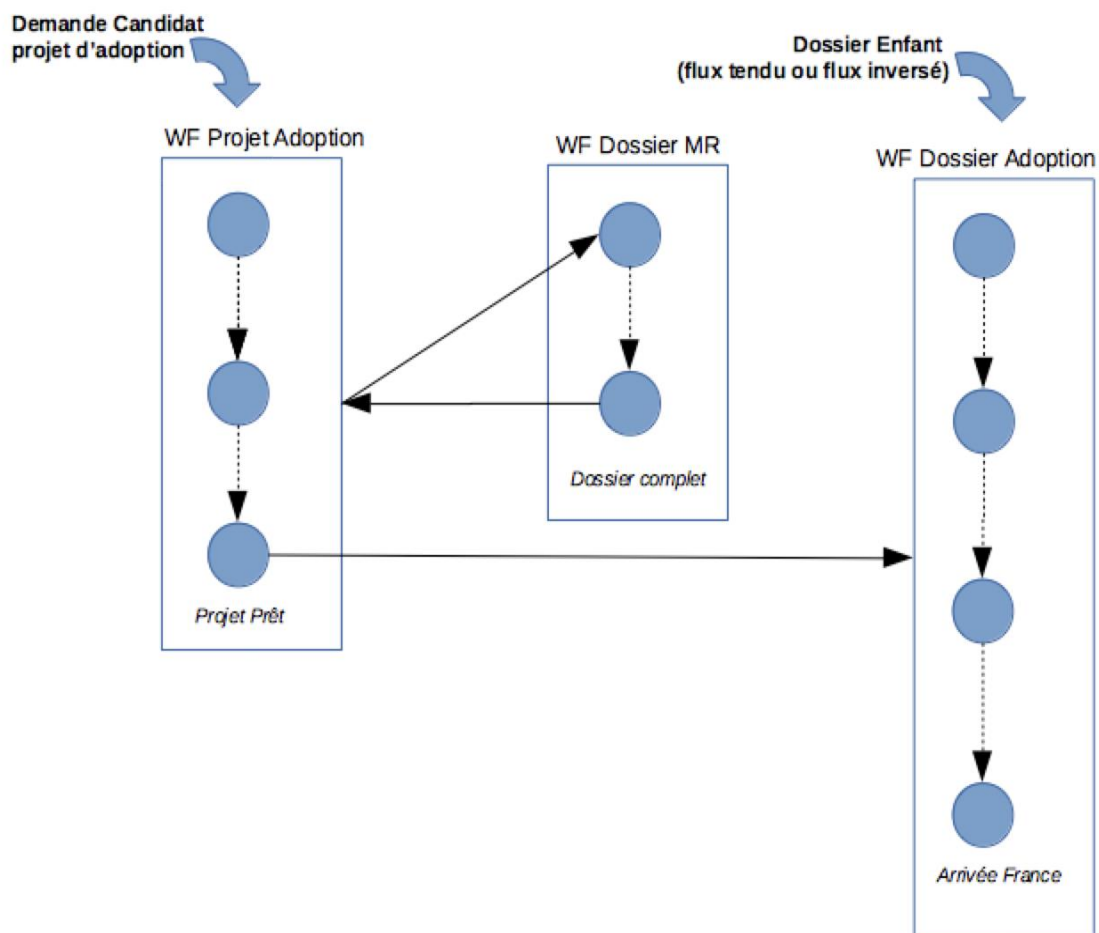 Demande Candidat
projet d'adoption
Dossier Enfant
(flux tendu ou flux inversé)
WF Projet Adoption
WF Dossier MR
WF Dossier Adoption
Dossier complet
Projet Prêt
Arrivée France